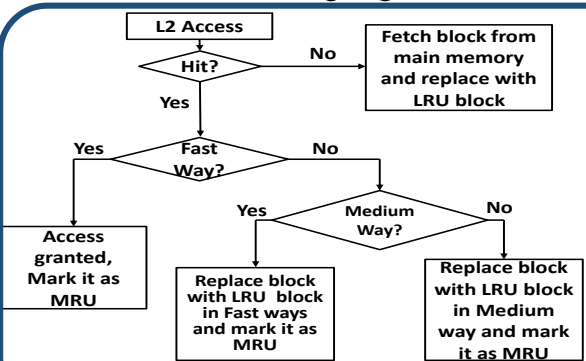 L2 Access
Hit?
No
Fetch block from
main memory
and replace with
LRU block
Yes
Fast
Way?
Yes
No
Access
granted,
Mark it as
MRU
Medium
Way?
Yes
No
Replace block
with LRU block
in Fast ways
and mark it as
MRU
Replace block
with LRU block
in Medium
way and mark
it as MRU